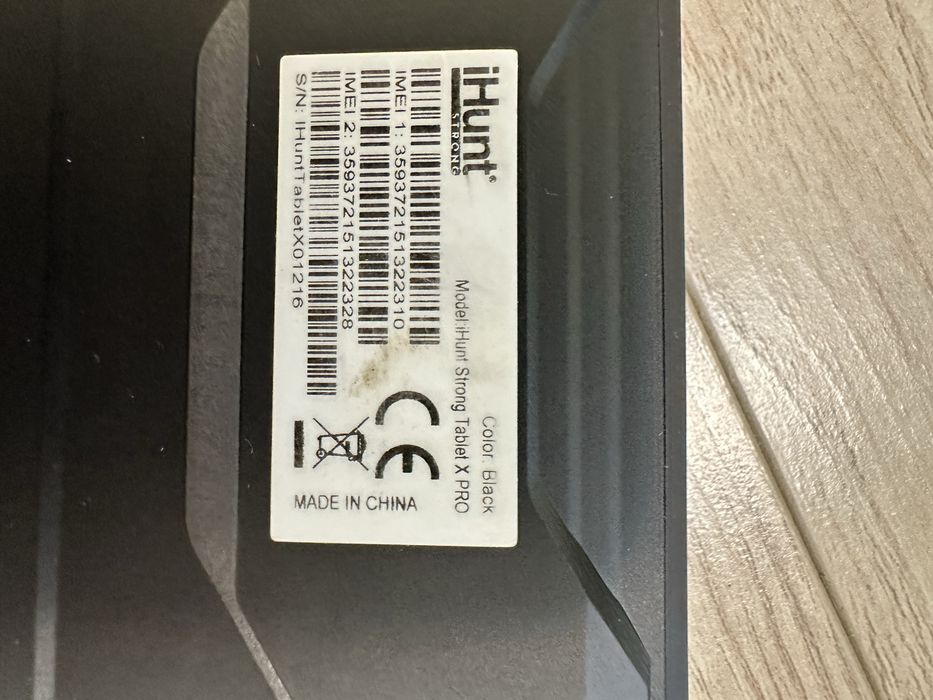 iHunt®
STRONG
Color: Black
Model:iHunt Strong Tablet X PRO
IMEI 1: 359372151322310
IMEI 2: 359372151322328
S/N: IHuntTabletX01216
CE
MADE IN CHINA